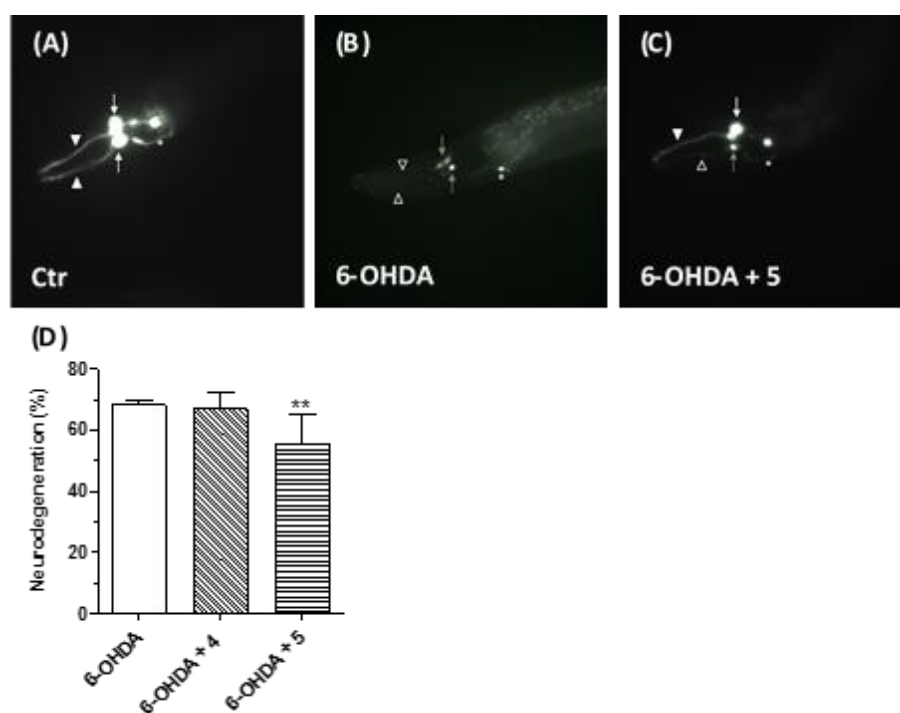 (A)
(B)
(C)
Ctr
6-OHDA
6-OHDA + 5
(D)
Neurodegeneration (%)
80
60
40
20
0
**
6-OHDA
6-OHDA + 4
6-OHDA + 5